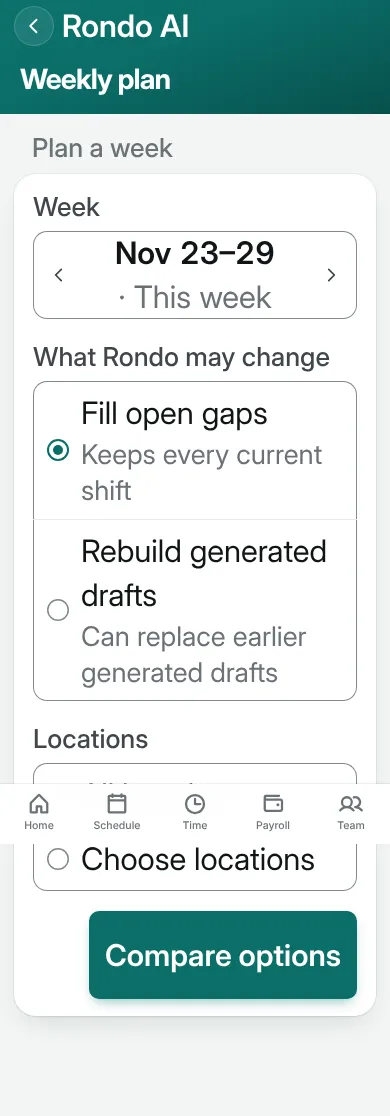 Rondo AI
Weekly plan
Plan a week
Week
Nov 23–29
· This week
What Rondo may change
Fill open gaps
Keeps every current
shift
Rebuild generated
drafts
Can replace earlier
generated drafts
Locations
Home
Schedule
Time
Payroll
Team
Choose locations
Compare options